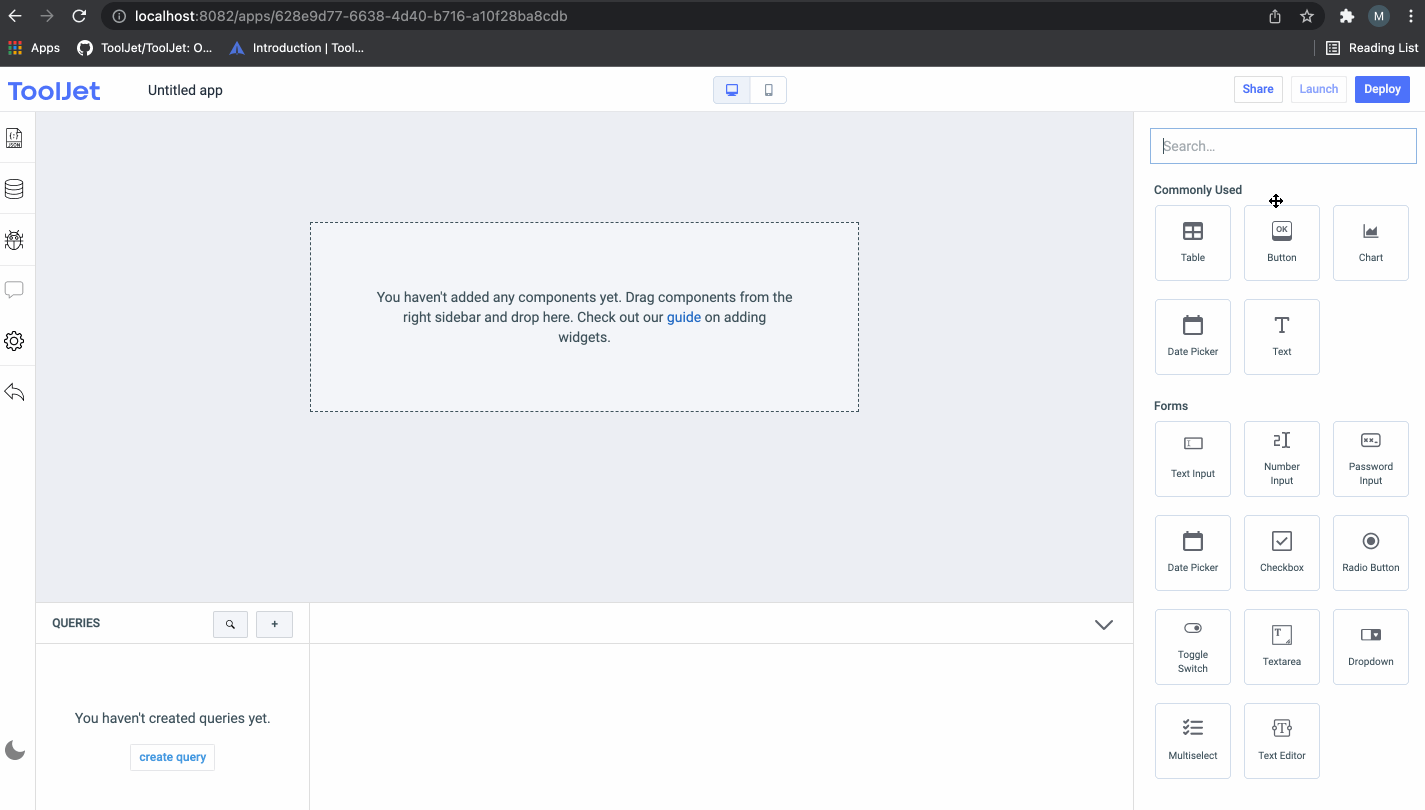 localhost:8082/apps/628e9d77-6638-4d40-b716-a10f28ba8cdb
M
Apps
ToolJet/ToolJet: O...
Introduction | Tool...
Reading List
ToolJet
Untitled app
Share
Launch
Deploy
{;}
JSON
Search...
Commonly Used
Table
OK
Button
Chart
Date Picker
Text
You haven't added any components yet. Drag components from the
right sidebar and drop here. Check out our guide on adding
widgets.
Forms
Text Input
Number
Input
Password
Input
Date Picker
Checkbox
Radio Button
Toggle
Switch
Textarea
Dropdown
Multiselect
Text Editor
QUERIES
+
You haven't created queries yet.
create query